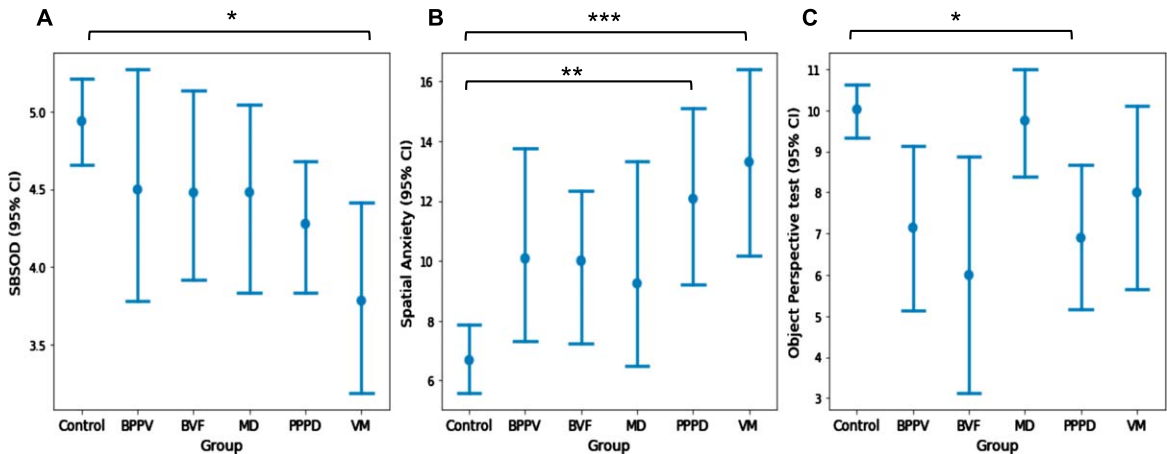 A
*
SBSOD (95% CI)
5.0
4.5
4.0
3.5
Control BPPV BVF MD PPPD VM
Group
B
***
**
Spatial Anxiety (95% CI)
16
14
12
10
8
6
Control BPPV BVF MD PPPD VM
Group
C
*
Object Perspective test (95% CI)
11
10
9
8
7
6
5
4
3
Control BPPV BVF MD PPPD VM
Group